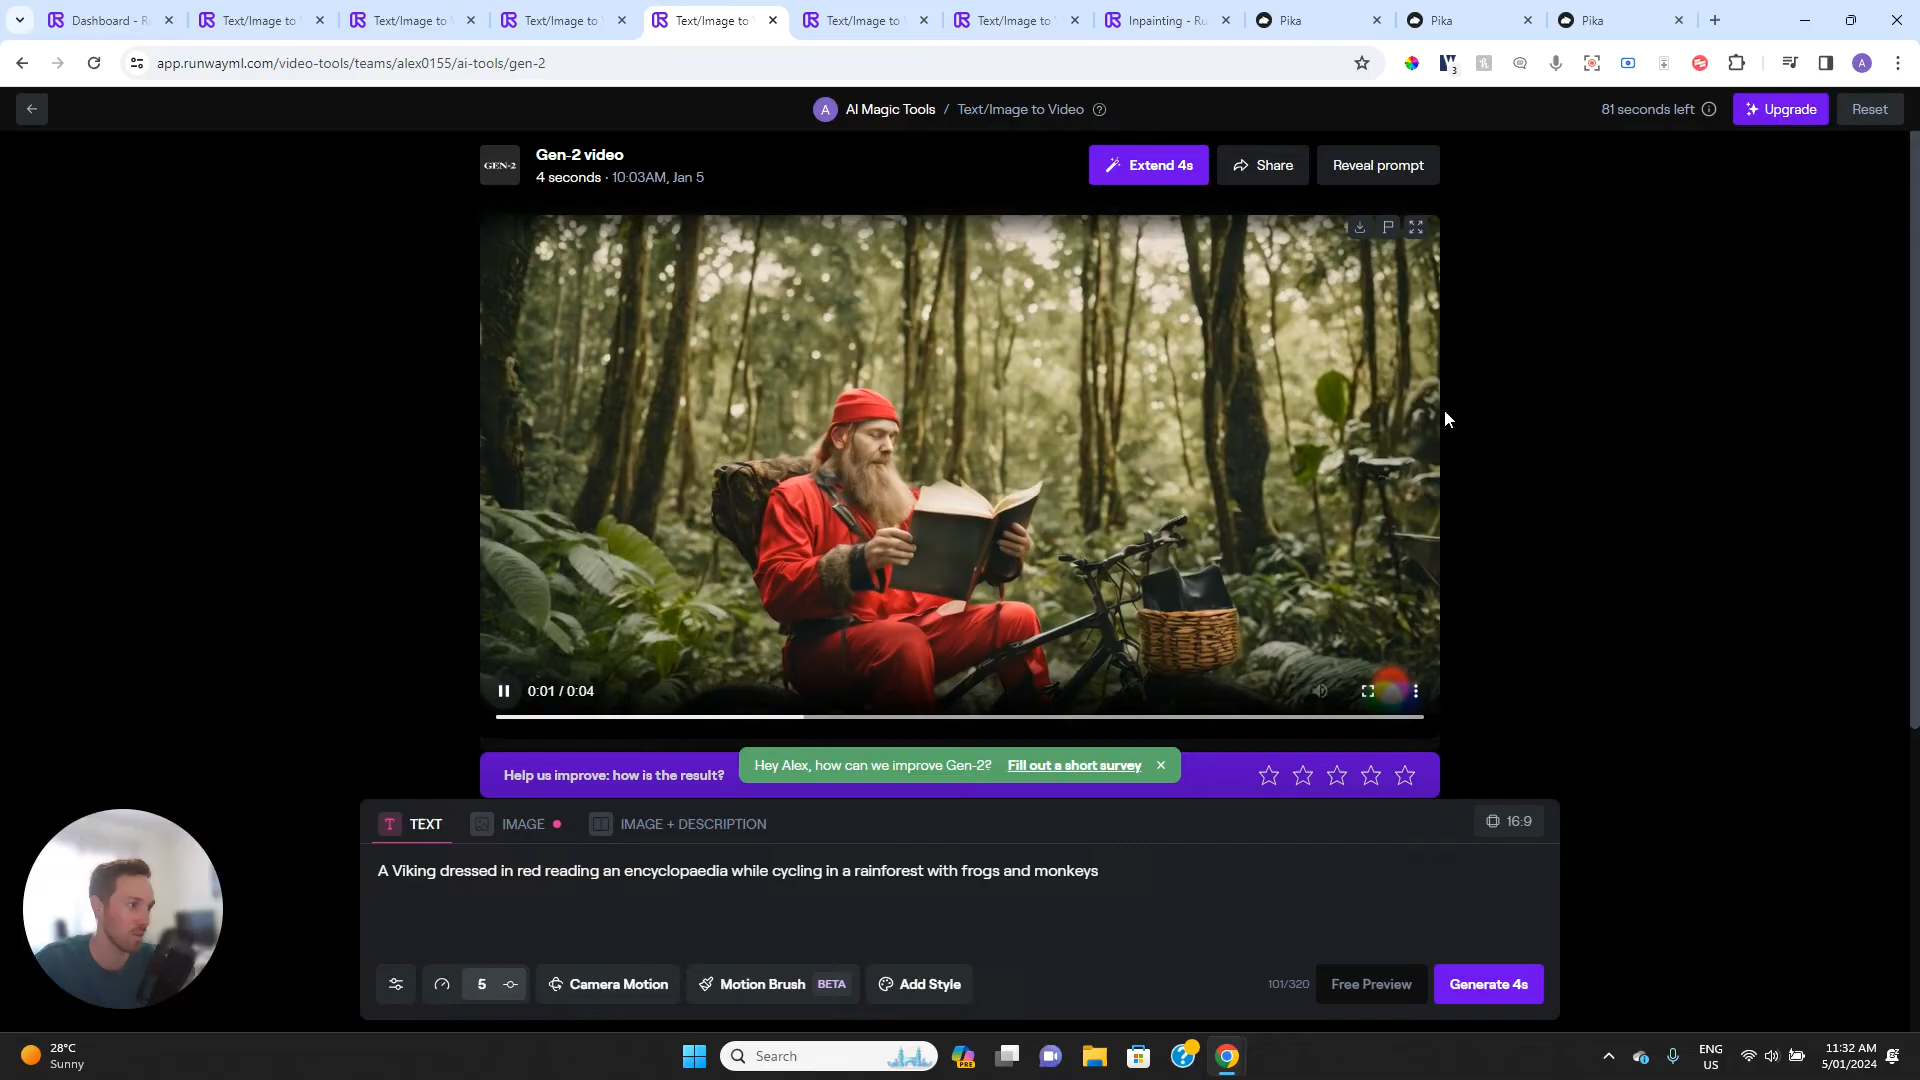 Dashboard - R
Text/Image to
Text/Image to
Text/Image to
Text/Image to
Text/Image to
Text/Image to
Inpainting - Ru
Pika
Pika
Pika
app.runwayml.com/video-tools/teams/alex0155/ai-tools/gen-2
3
A
A AI Magic Tools / Text/Image to Video
81 seconds left
Upgrade
Reset
GEN-2
Gen-2 video
4 seconds · 10:03AM, Jan 5
Extend 4s
Share
Reveal prompt
0:01 / 0:04
Help us improve: how is the result?
Hey Alex, how can we improve Gen-2? Fill out a short survey
T TEXT
IMAGE
IMAGE + DESCRIPTION
16:9
A Viking dressed in red reading an encyclopaedia while cycling in a rainforest with frogs and monkeys
5
Camera Motion
Motion Brush BETA
Add Style
101/320
Free Preview
Generate 4s
28°C
Sunny
Search
PRE
ENG
US
11:32 AM
5/01/2024